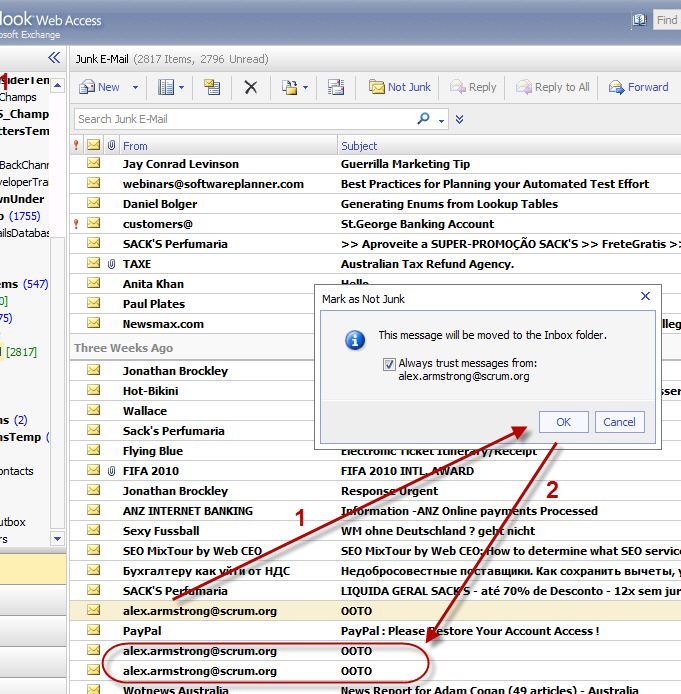 look Web Access
osoft Exchange
Find
1
siderTem
Champs
S_Champ
ttersTem
BackChann
veloperTrai
wnUnder
p (1755)
ailsDatabas
ems (547)
0]
75)
l [2817]
ns (2)
nsTemp
contacts
utbox
rs
Junk E-Mail (2817 Items, 2796 Unread)
New
Not Junk
Reply
Reply to All
Forward
Search Junk E-Mail
From Subject
Jay Conrad Levinson Guerrilla Marketing Tip
webinars@softwareplanner.com Best Practices for Planning your Automated Test Effort
Daniel Bolger Generating Enums from Lookup Tables
customers@ St.George Banking Account
SACK'S Perfumaria >> Aproveite a SUPER-PROMOÇÃO SACK'S >> FreteGratis >
TAXE Australian Tax Refund Agency.
Anita Khan Hello
Paul Plates
Newsmax.com lleg
Three Weeks Ago
Jonathan Brockley
Hot-Bikini sser
Wallace
Sack's Perfumaria
Flying Blue Electronic Ticket Itinerary/Receipt
FIFA 2010 FIFA 2010 INTL. AWARD
Jonathan Brockley Response Urgent
ANZ INTERNET BANKING Information -ANZ Online payments Processed
Sexy Fussball WM ohne Deutschland ? geht nicht
SEO MixTour by Web CEO SEO MixTour by Web CEO: How to determine what SEO service
Бухгалтеру как уйти от НДС Недобросовестные поставщики. Как сохранить вычеты, у
SACK'S Perfumaria LIQUIDA GERAL SACK'S - até 70% de Desconto - 12x sem jur
alex.armstrong@scrum.org OOTO
PayPal PayPal : Please Restore Your Account Access !
alex.armstrong@scrum.org OOTO
alex.armstrong@scrum.org OOTO
Wotnews Australia News Report for Adam Cogan (49 articles) - Australia
Mark as Not Junk
This message will be moved to the Inbox folder.
Always trust messages from:
alex.armstrong@scrum.org
OK
Cancel
1
2